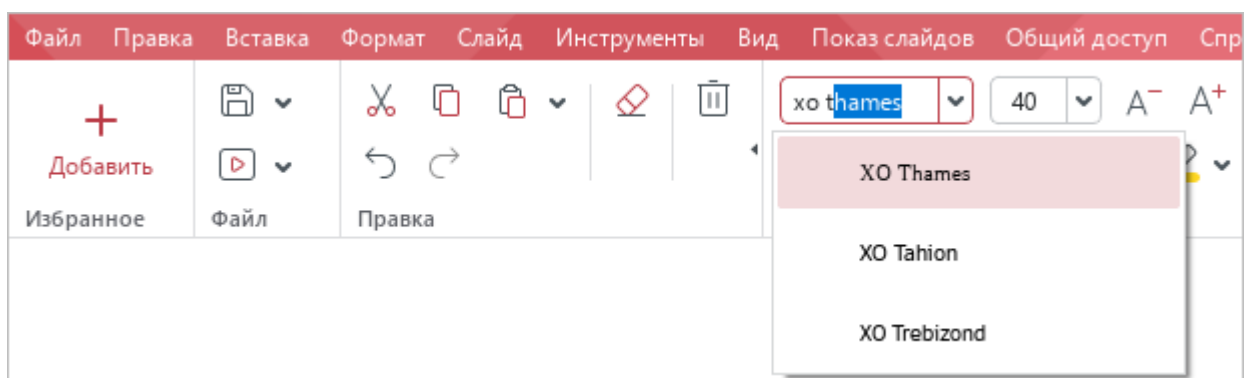 Файл Правка Вставка Формат Слайд Инструменты Вид Показ слайдов Общий доступ Спр
xo thames 40 A− A+
Добавить
Избранное Файл Правка
XO Thames
XO Tahion
XO Trebizond